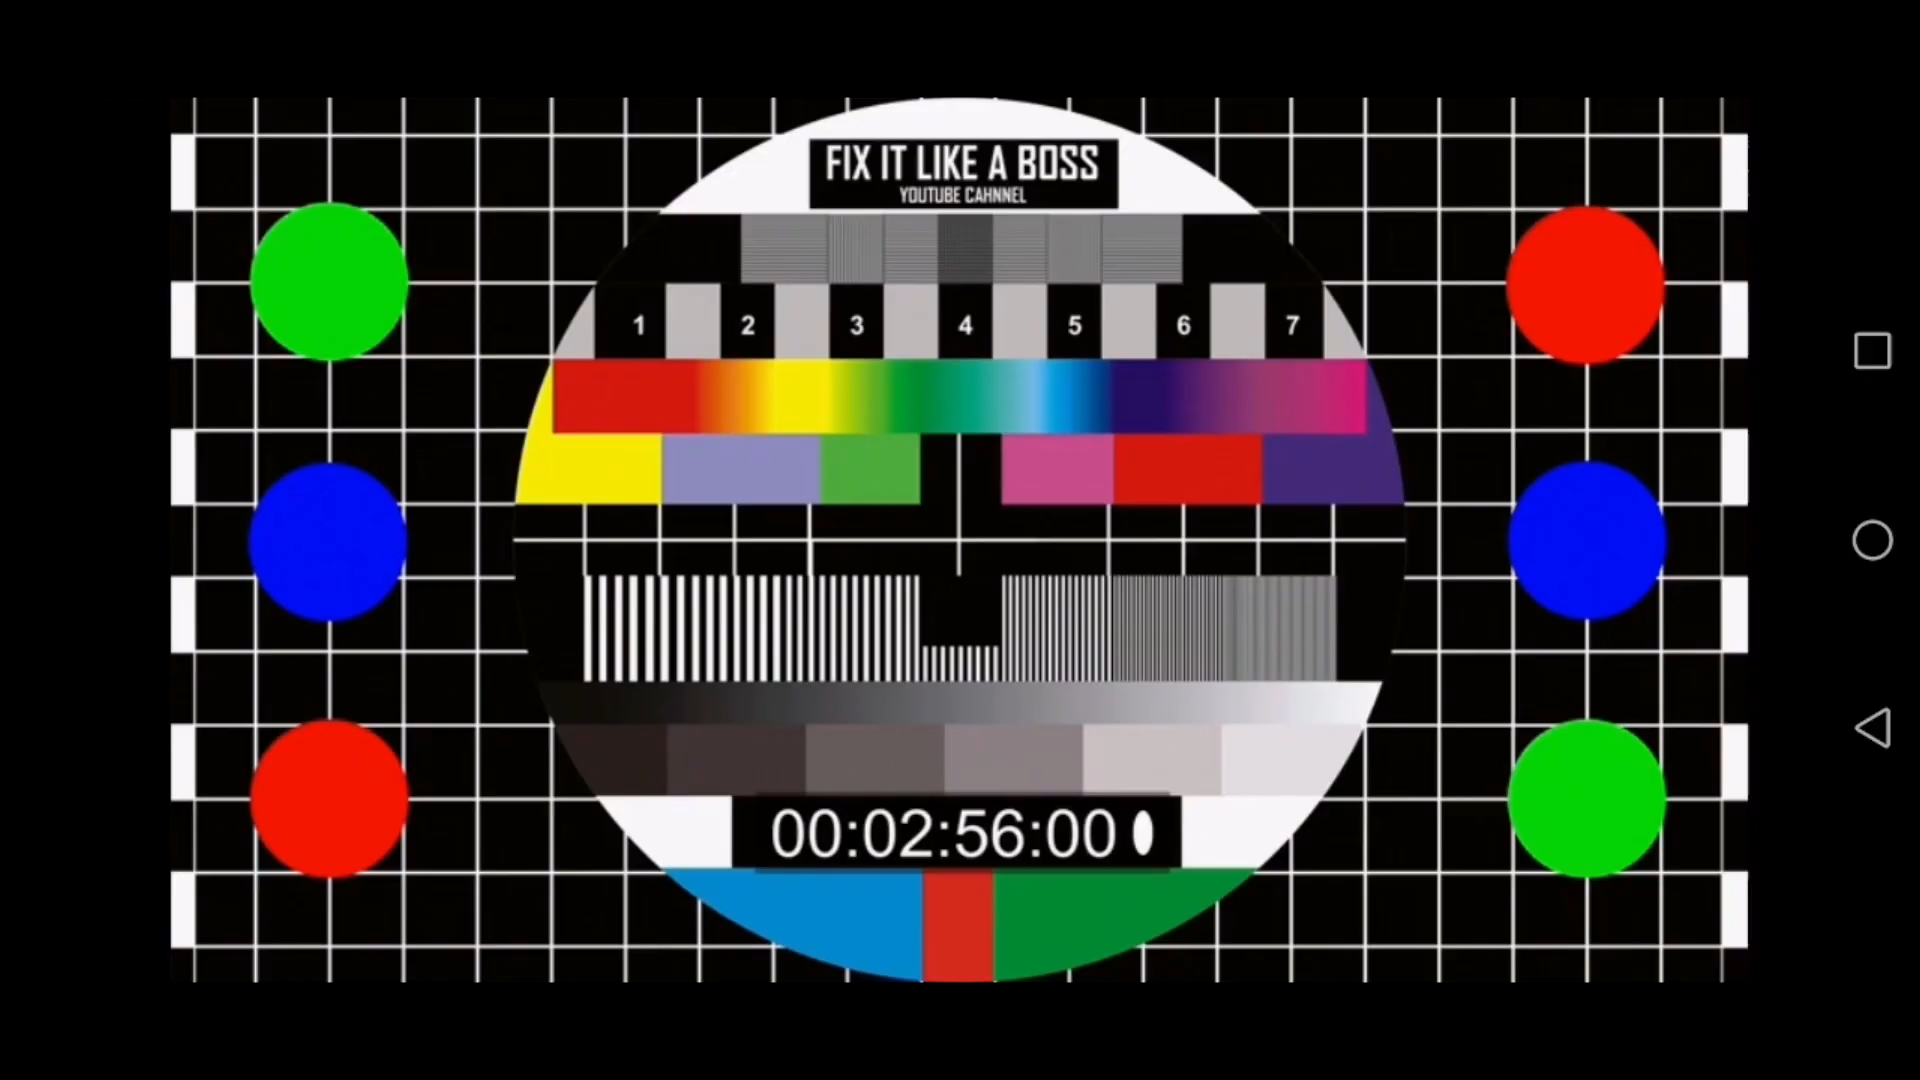 FIX IT LIKE A BOSS
YOUTUBE CAHNNEL
1 2 3 4 5 6 7
00:02:56:00